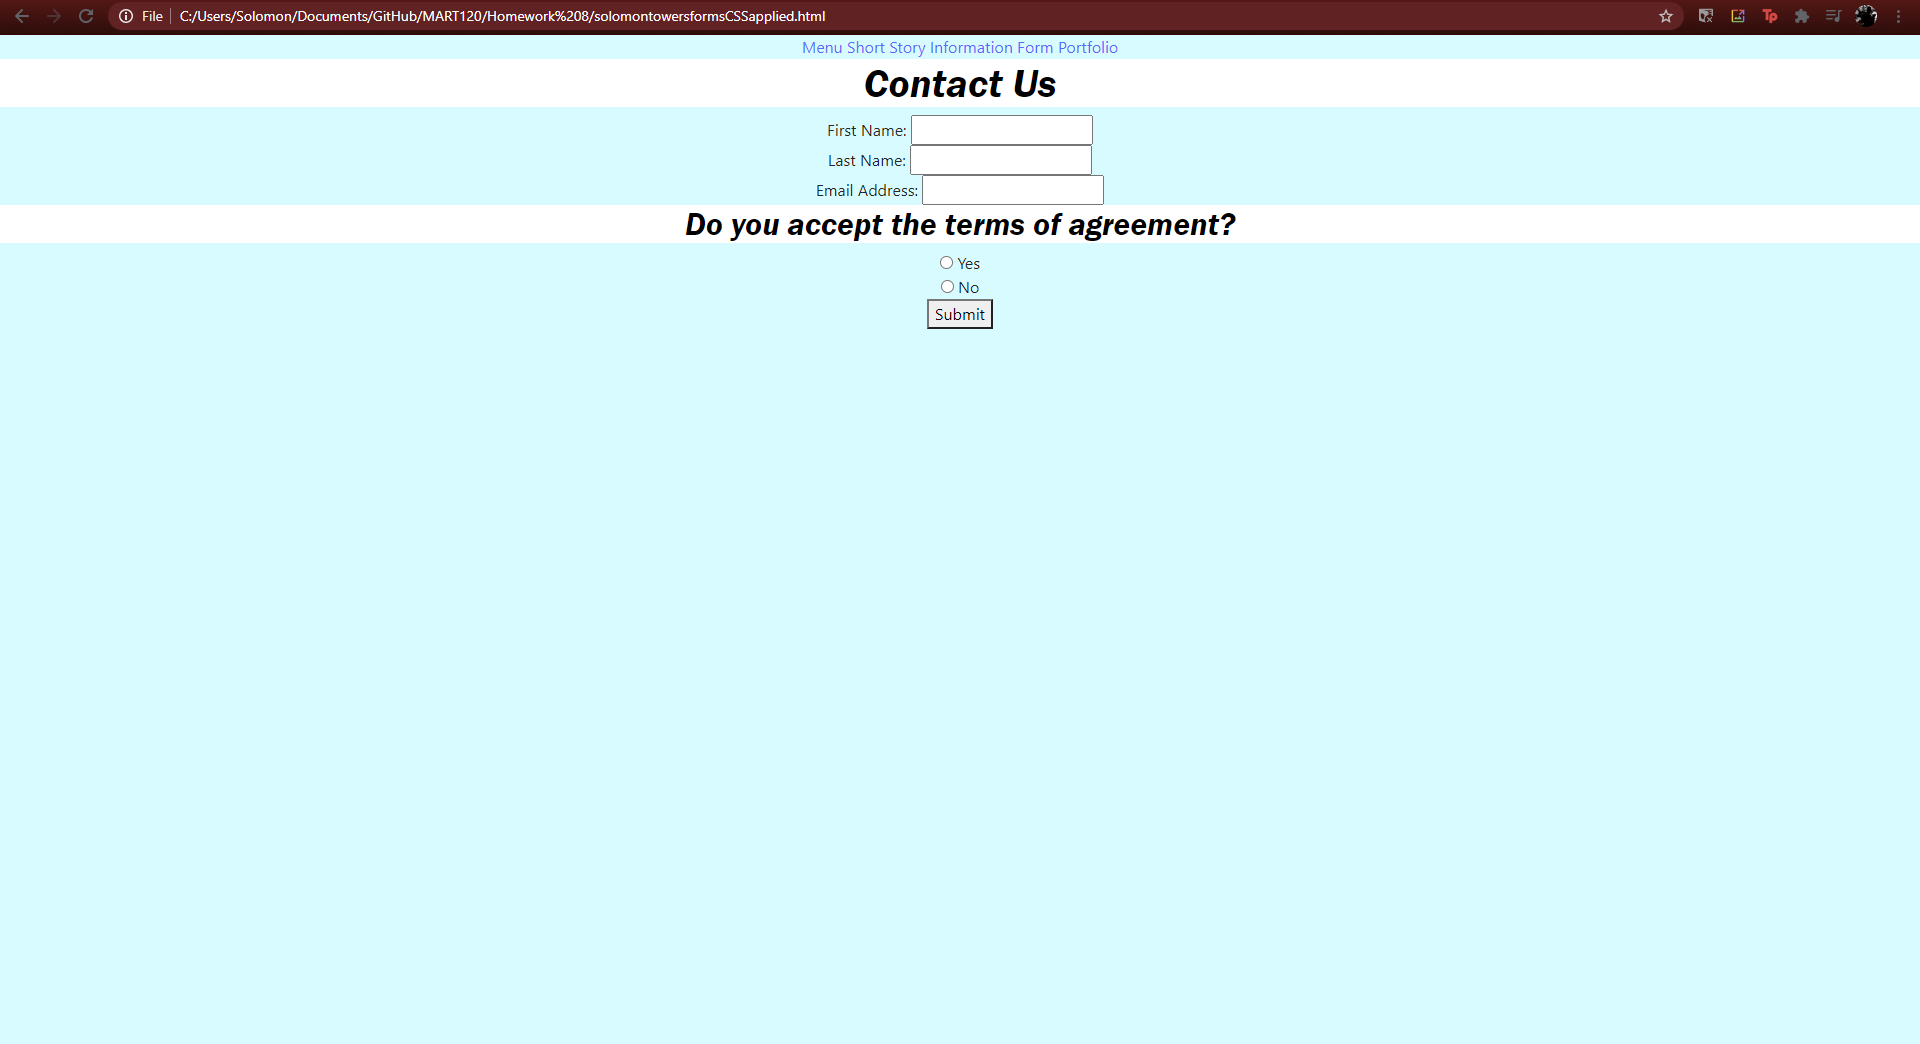 File C:/Users/Solomon/Documents/GitHub/MART120/Homework%208/solomontowersformsCSSapplied.html
Tp
Menu Short Story Information Form Portfolio
Contact Us
First Name:
Last Name:
Email Address:
Do you accept the terms of agreement?
Yes
No
Submit